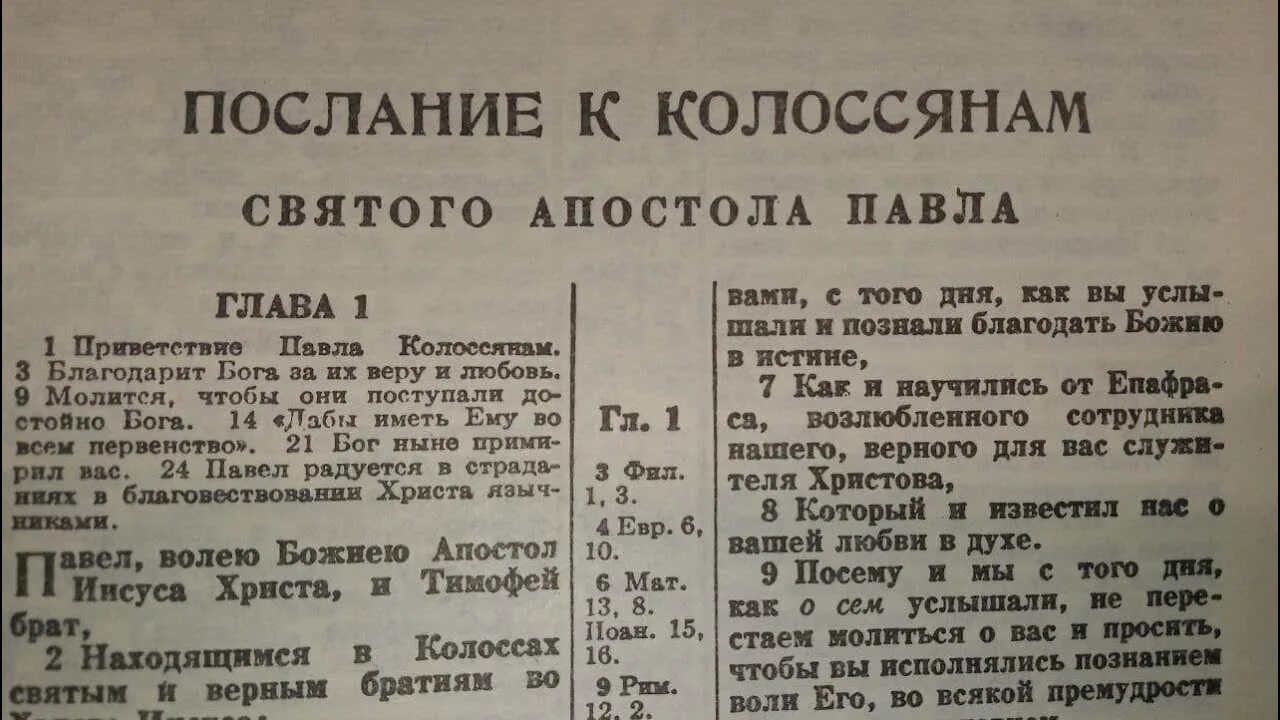 ПОСЛАНИЕ К КОЛОССЯНАМ
СВЯТОГО АПОСТОЛА ПАВЛА
ГЛАВА 1
1 Приветствие Павла Колоссянам.
3 Благодарит Бога за их веру и любовь.
9 Молится, чтобы они поступали до-
стойно Бога. 14 «Дабы иметь Ему во
всем первенство». 21 Бог ныне прими-
рил вас. 24 Павел радуется в страда-
ниях в благовествовании Христа языч-
никами.
Павел, волею Божиею Апостол
Иисуса Христа, и Тимофей
брат,
2 Находящимся в Колоссах
святым и верным братиям во
Гл. 1
3 Фил.
1, 3.
4 Евр. 6,
10.
6 Мат.
13, 8.
Иоан. 15,
16.
9 Рим.
12, 2.
вами, с того дня, как вы услы-
шали и познали благодать Божию
в истине,
7 Как и научились от Епафра-
са, возлюбленного сотрудника
нашего, верного для вас служи-
теля Христова,
8 Который и известил нас о
вашей любви в духе.
9 Посему и мы с того дня,
как о сем услышали, не пере-
стаем молиться о вас и просить,
чтобы вы исполнялись познанием
воли Его, во всякой премудрости